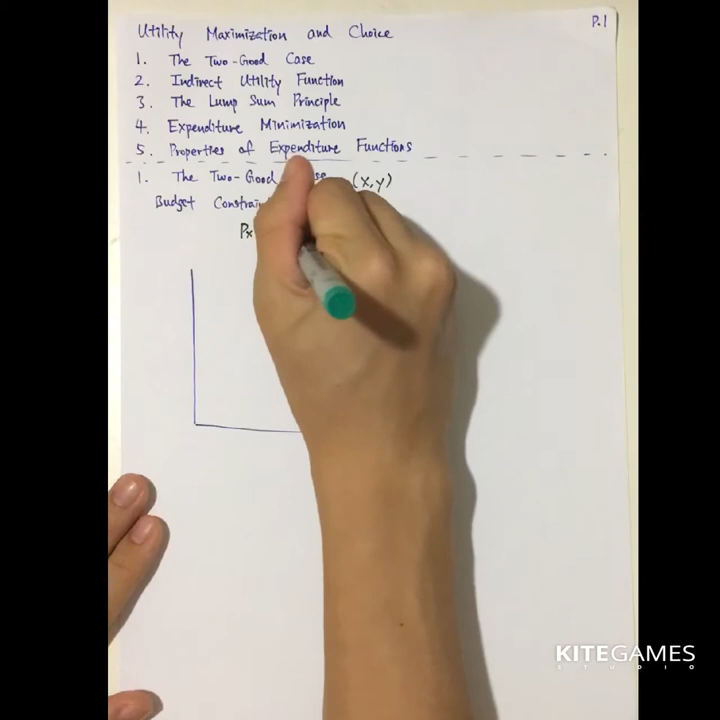 P.1
Utility Maximization and Choice
1. The Two-Good Case
2. Indirect Utility Function
3. The Lump Sum Principle
4. Expenditure Minimization
5. Properties of Expenditure Functions
1. The Two-Good (x,y)
Budget
Px
KITEGAMES
STUDIO